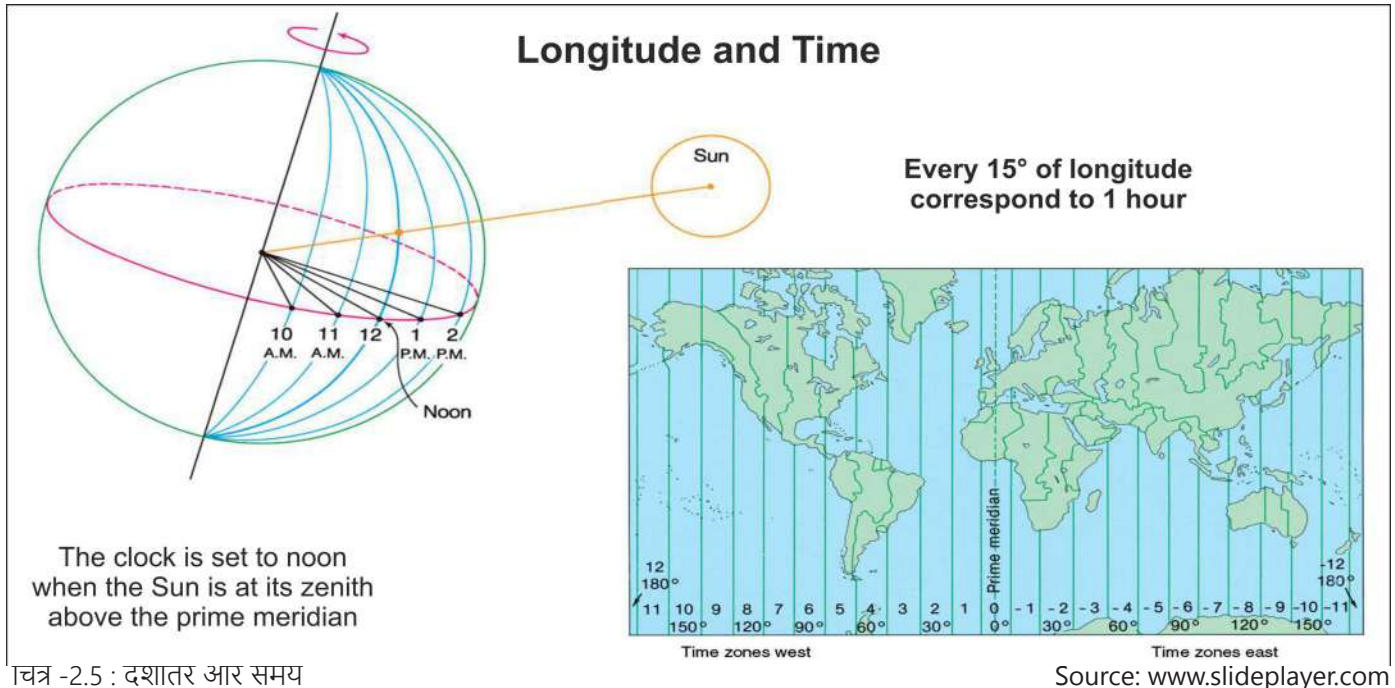 Longitude and Time
Sun
Every 15° of longitude
correspond to 1 hour
10 11 12 1 2
A.M. A.M. P.M. P.M.
Noon
The clock is set to noon
when the Sun is at its zenith
above the prime meridian
Prime meridian
12 -12
180° 180°
11 10 9 8 7 6 5 4 3 2 1 0 -1 -2 -3 -4 -5 -6 -7 -8 -9 -10 -11
150° 120° 90° 60° 30° 0° 30° 60° 90° 120° 150°
Time zones west Time zones east
चित्र -2.5 : दशातर आर समय
Source: www.slideplayer.com